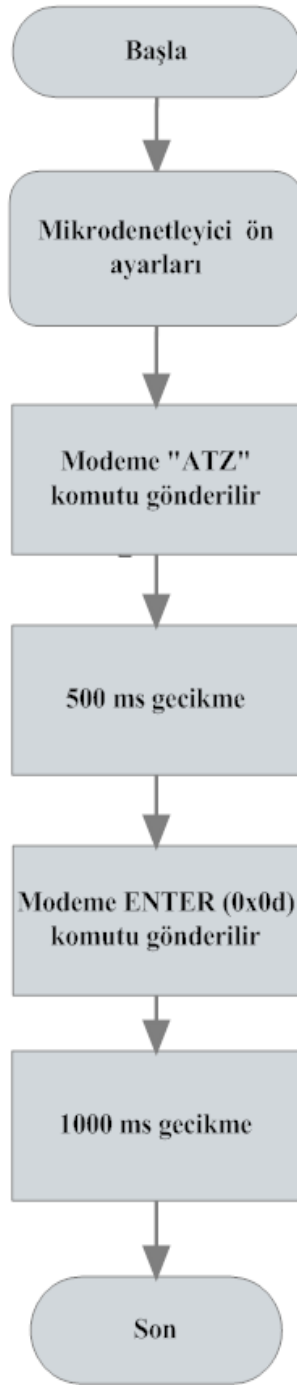 Başla
Mikrodenetleyici ön
ayarları
Modeme "ATZ"
komutu gönderilir
500 ms gecikme
Modeme ENTER (0x0d)
komutu gönderilir
1000 ms gecikme
Son